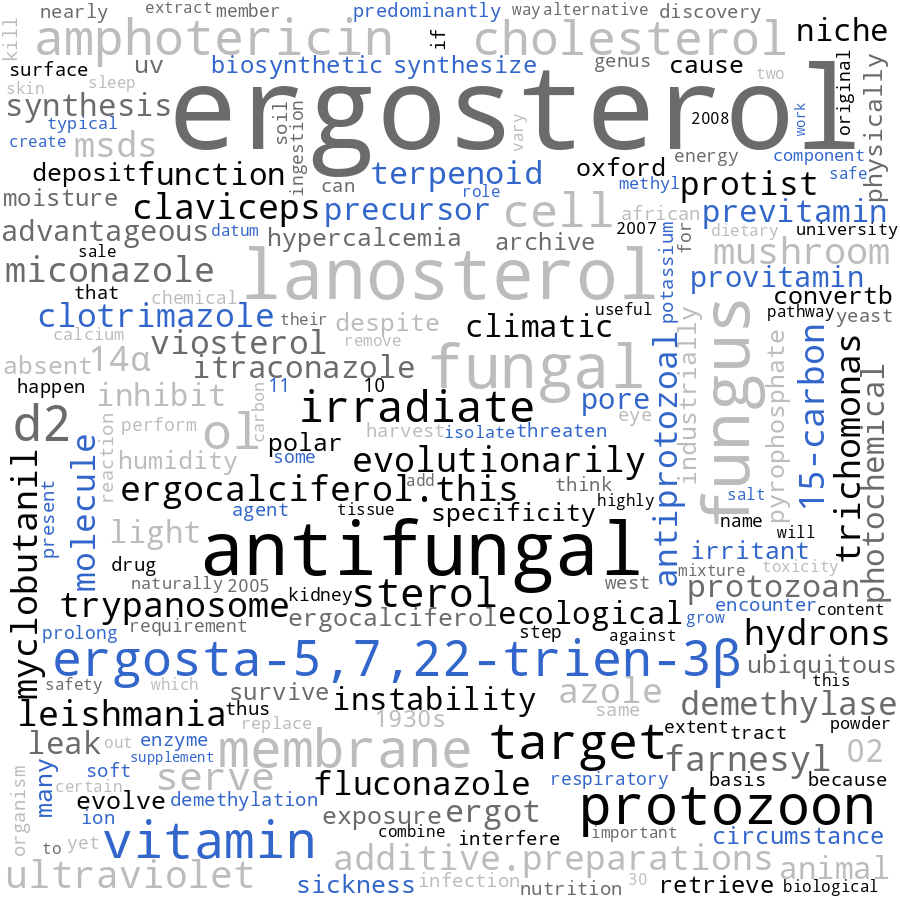 nearly extract member predominantly way alternative discovery
kill amphotericin if cholesterol niche
surface uv biosynthetic synthesize genus cause
skin sleep two original physically
synthesis ergosterol
typical soil ingestion vary 2008 work
create msds energy component
deposit function terpenoid oxford safe
can role methyl protist
moisture claviceps precursor cell african previtamin
advantageous datum hypercalcemia archive 2007 for dietary university
sale mushroom
miconazole lanosterol potassium provitamin
that chemical convertb
clotrimazole their despite climatic useful pathway yeast
calcium viosterol remove
absent 14α itraconazole fungal antiprotozoal industrially fungus pyrophosphate 15-carbon trichomonas photochemical
happen inhibit carbon 11 10 irradiate pore
d2 perform ol eye
reaction polar harvest isolate threaten
molecule humidity some evolutionarily
myclobutanil present ergocalciferol.this add think salt
agent tissue specificity highly name
light antifungal will
drug irritant
naturally 2005 west mixture toxicity
trypanosome kidney sterol protozoan
ergocalciferol ecological grow encounter content
prolong requirement step against hydrons
ergosta-5,7,22-trien-3β ubiquitous
safety which survive instability azole this
leishmania thus same demethylase
replace 1930s extent tract powder
leak out enzyme membrane target farnesyl 02
supplement
organism many soft serve fluconazole respiratory basis because
certain
evolve demethylation protozoon
ion exposure ergot
to yet vitamin combine interfere important circumstance
additive.preparations animal
ultraviolet sickness infection nutrition 30 retrieve biological